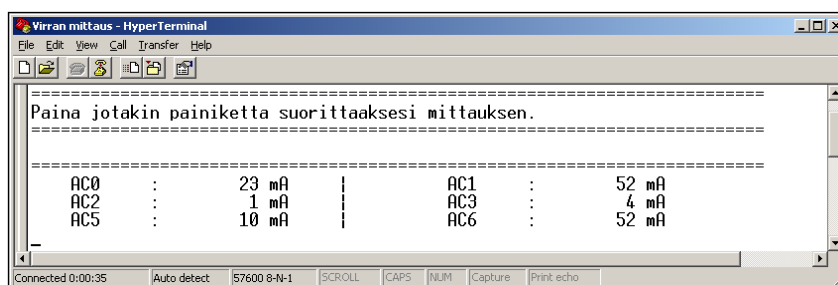 Virran mittaus - HyperTerminal
File Edit View Call Transfer Help
===========================================================================
Paina jotakin painiketta suorittaaksesi mittauksen.
===========================================================================
===========================================================================
AC0 : 23 mA | AC1 : 52 mA
AC2 : 1 mA | AC3 : 4 mA
AC5 : 10 mA | AC6 : 52 mA
_
Connected 0:00:35 Auto detect 57600 8-N-1 SCROLL CAPS NUM Capture Print echo